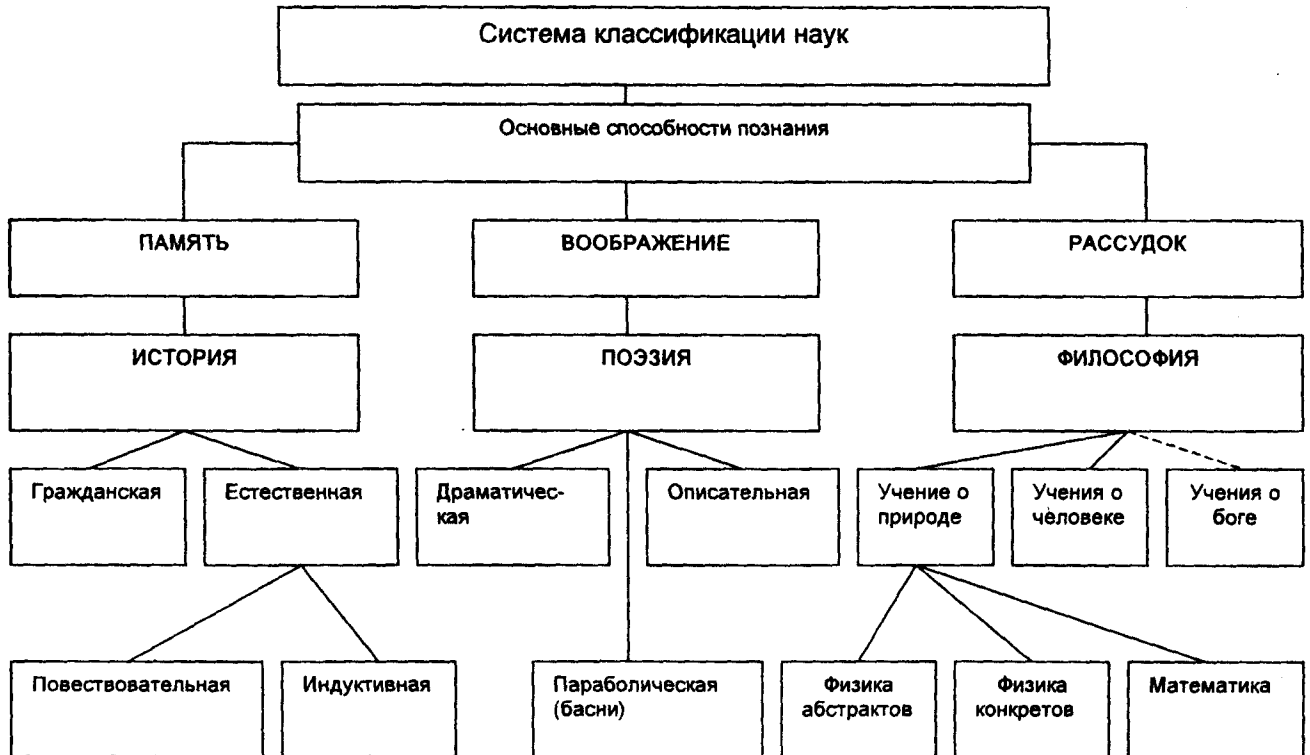 Система классификации наук
Основные способности познания
ПАМЯТЬ
ВООБРАЖЕНИЕ
РАССУДОК
ИСТОРИЯ
ПОЭЗИЯ
ФИЛОСОФИЯ
Гражданская
Естественная
Драматичес-
кая
Описательная
Учение о
природе
Учения о
человеке
Учения о
боге
Повествовательная
Индуктивная
Параболическая
(басни)
Физика
абстрактов
Физика
конкретов
Математика